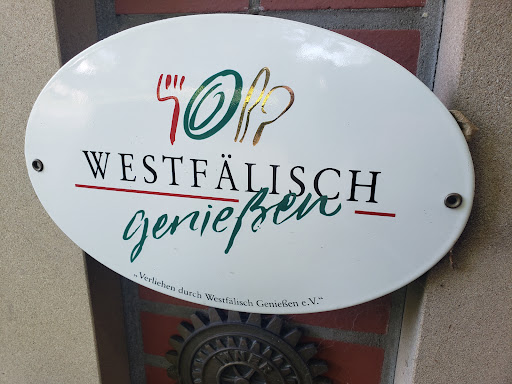 WESTFÄLISCH
genießen
„Verliehen durch Westfälisch Genießen e.V.“